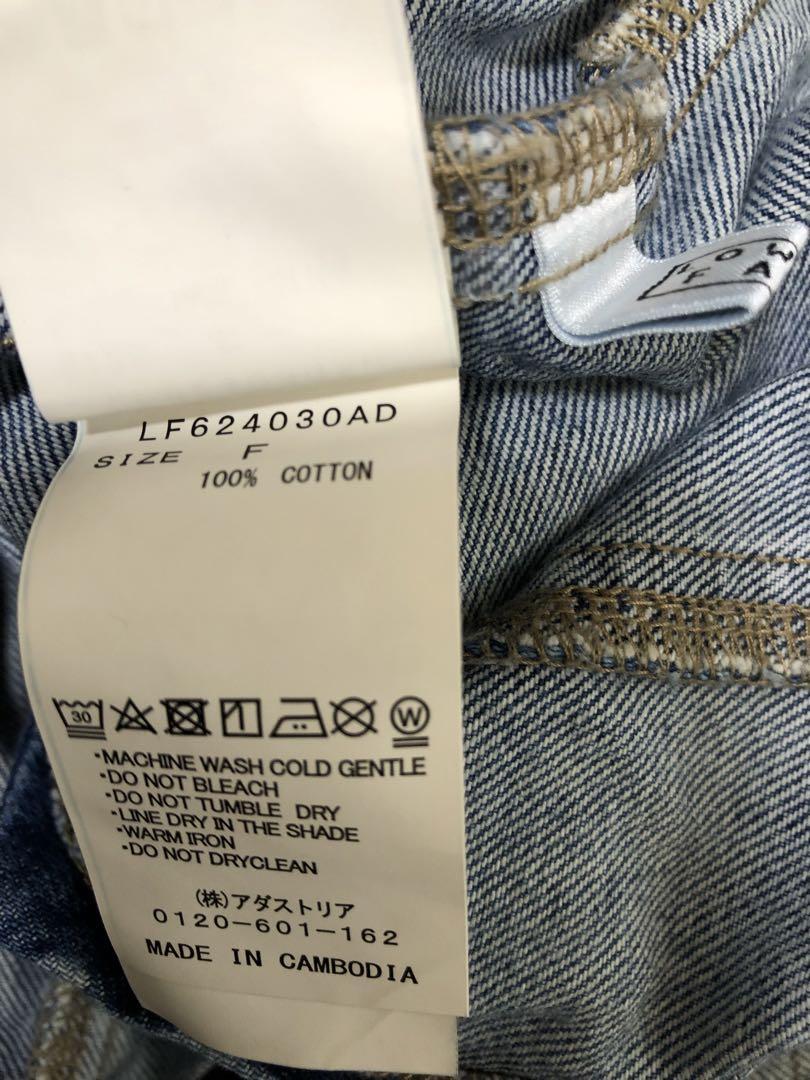 LF624030AD
SIZE F
100% COTTON
30
W
・MACHINE WASH COLD GENTLE
・DO NOT BLEACH
・DO NOT TUMBLE DRY
・LINE DRY IN THE SHADE
・WARM IRON
・DO NOT DRYCLEAN
(株)アダストリア
0120-601-162
MADE IN CAMBODIA